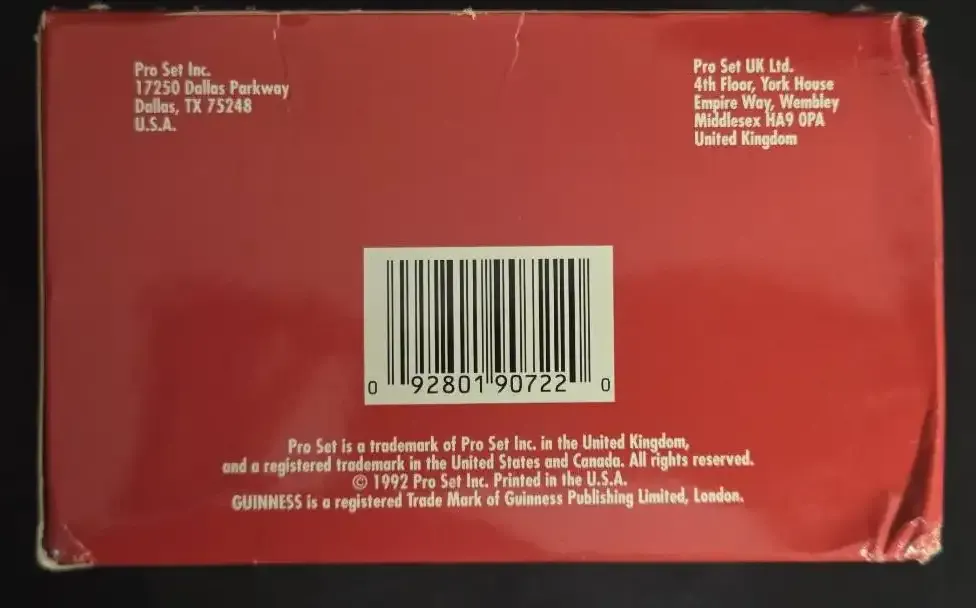 Pro Set Inc.
17250 Dallas Parkway
Dallas, TX 75248
U.S.A.
Pro Set UK Ltd.
4th Floor, York House
Empire Way, Wembley
Middlesex HA9 0PA
United Kingdom
0 92801 90722 0
Pro Set is a trademark of Pro Set Inc. in the United Kingdom,
and a registered trademark in the United States and Canada. All rights reserved.
© 1992 Pro Set Inc. Printed in the U.S.A.
GUINNESS is a registered Trade Mark of Guinness Publishing Limited, London.